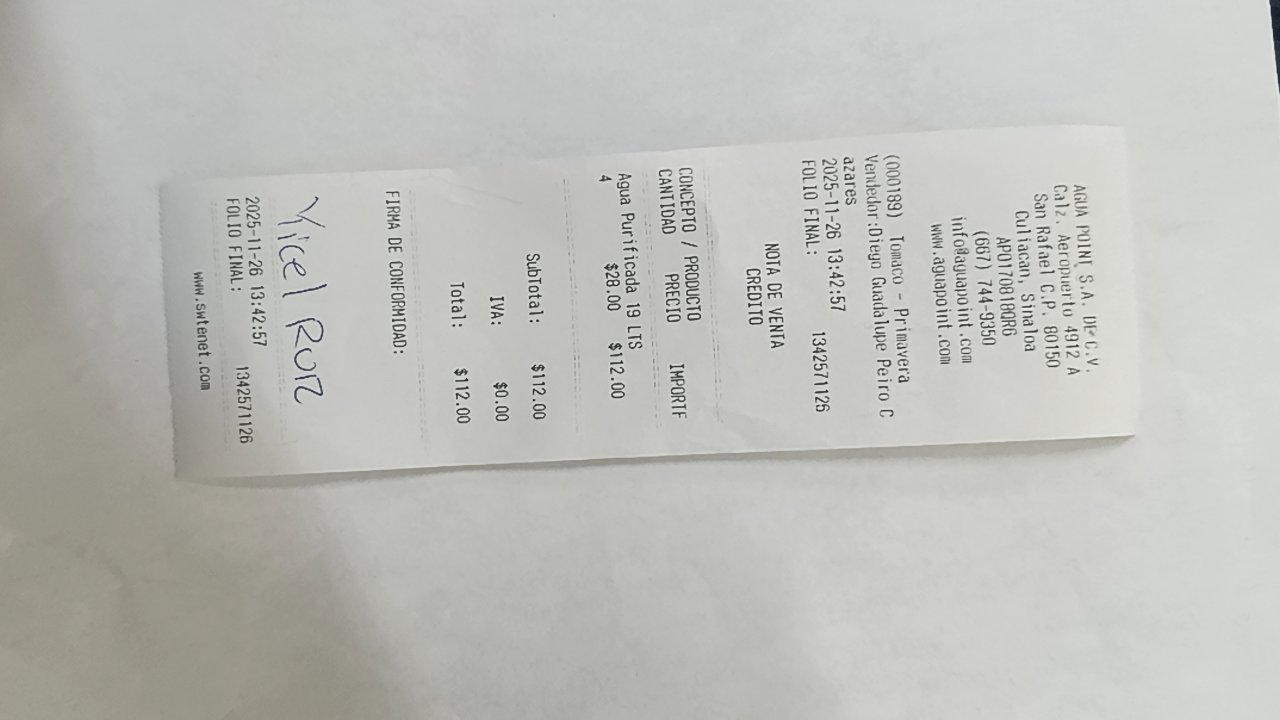 AGUA POINT S.A. DE C.V.
Calz. Aeropuerto 4912 A
San Rafael C.P. 80150
Culiacan, Sinaloa
APO170818QR6
(667) 744-9350
info@aguapoint.com
www.aguapoint.com
(000189) Tomaco - Primavera
Vendedor:Diego Guadalupe Peiro C
azares
2025-11-26 13:42:57
FOLIO FINAL: 1342571126
NOTA DE VENTA
CREDITO
CONCEPTO / PRODUCTO
CANTIDAD PRECIO IMPORTE
Agua Purificada 19 LTS
4 $28.00 $112.00
SubTotal: $112.00
IVA: $0.00
Total: $112.00
FIRMA DE CONFORMIDAD:
Yicel Ruiz
2025-11-26 13:42:57
FOLIO FINAL: 1342571126
www.swtenet.com